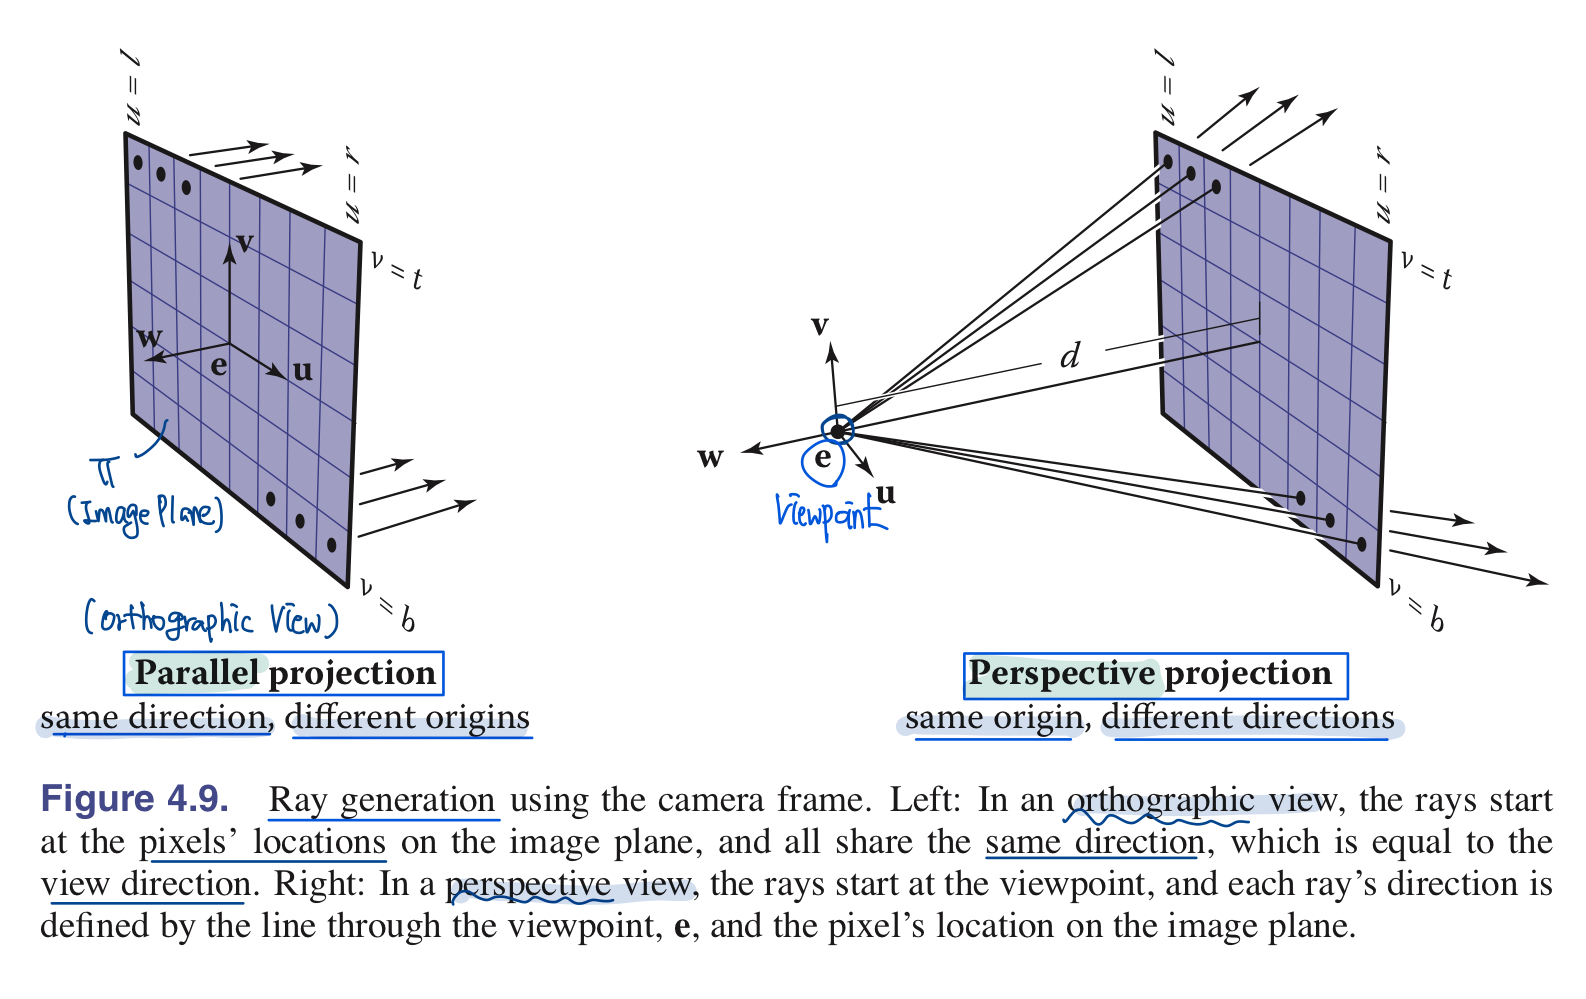 u = l
u = r
v = t
v
w
e
u
π
(Image Plane)
v = b
(orthographic View)
Parallel projection
same direction, different origins
u = l
u = r
v = t
v
d
w
e
u
Viewpoint
v = b
Perspective projection
same origin, different directions
Figure 4.9. Ray generation using the camera frame. Left: In an orthographic view, the rays start
at the pixels’ locations on the image plane, and all share the same direction, which is equal to the
view direction. Right: In a perspective view, the rays start at the viewpoint, and each ray’s direction is
defined by the line through the viewpoint, e, and the pixel’s location on the image plane.